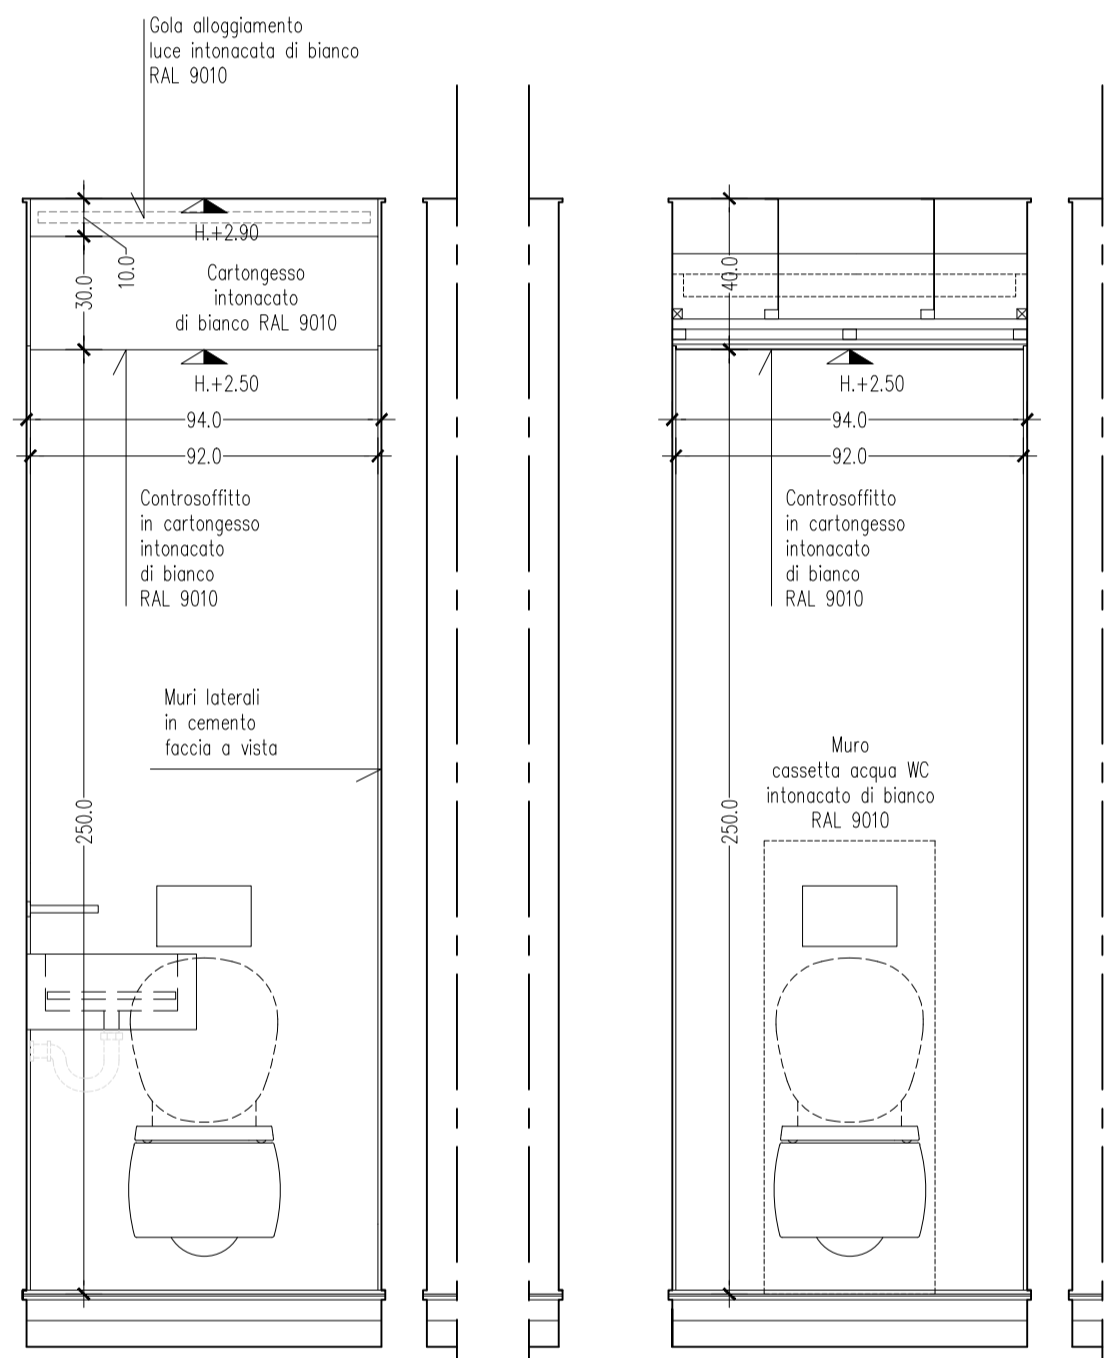 Gola alloggiamento
luce intonacata di bianco
RAL 9010
H.+2.90
10.0
30.0
Cartongesso
intonacato
di bianco RAL 9010
H.+2.50
94.0
92.0
Controsoffitto
in cartongesso
intonacato
di bianco
RAL 9010
Muri laterali
in cemento
faccia a vista
250.0
40.0
H.+2.50
94.0
92.0
Controsoffitto
in cartongesso
intonacato
di bianco
RAL 9010
Muro
cassetta acqua WC
intonacato di bianco
RAL 9010
250.0